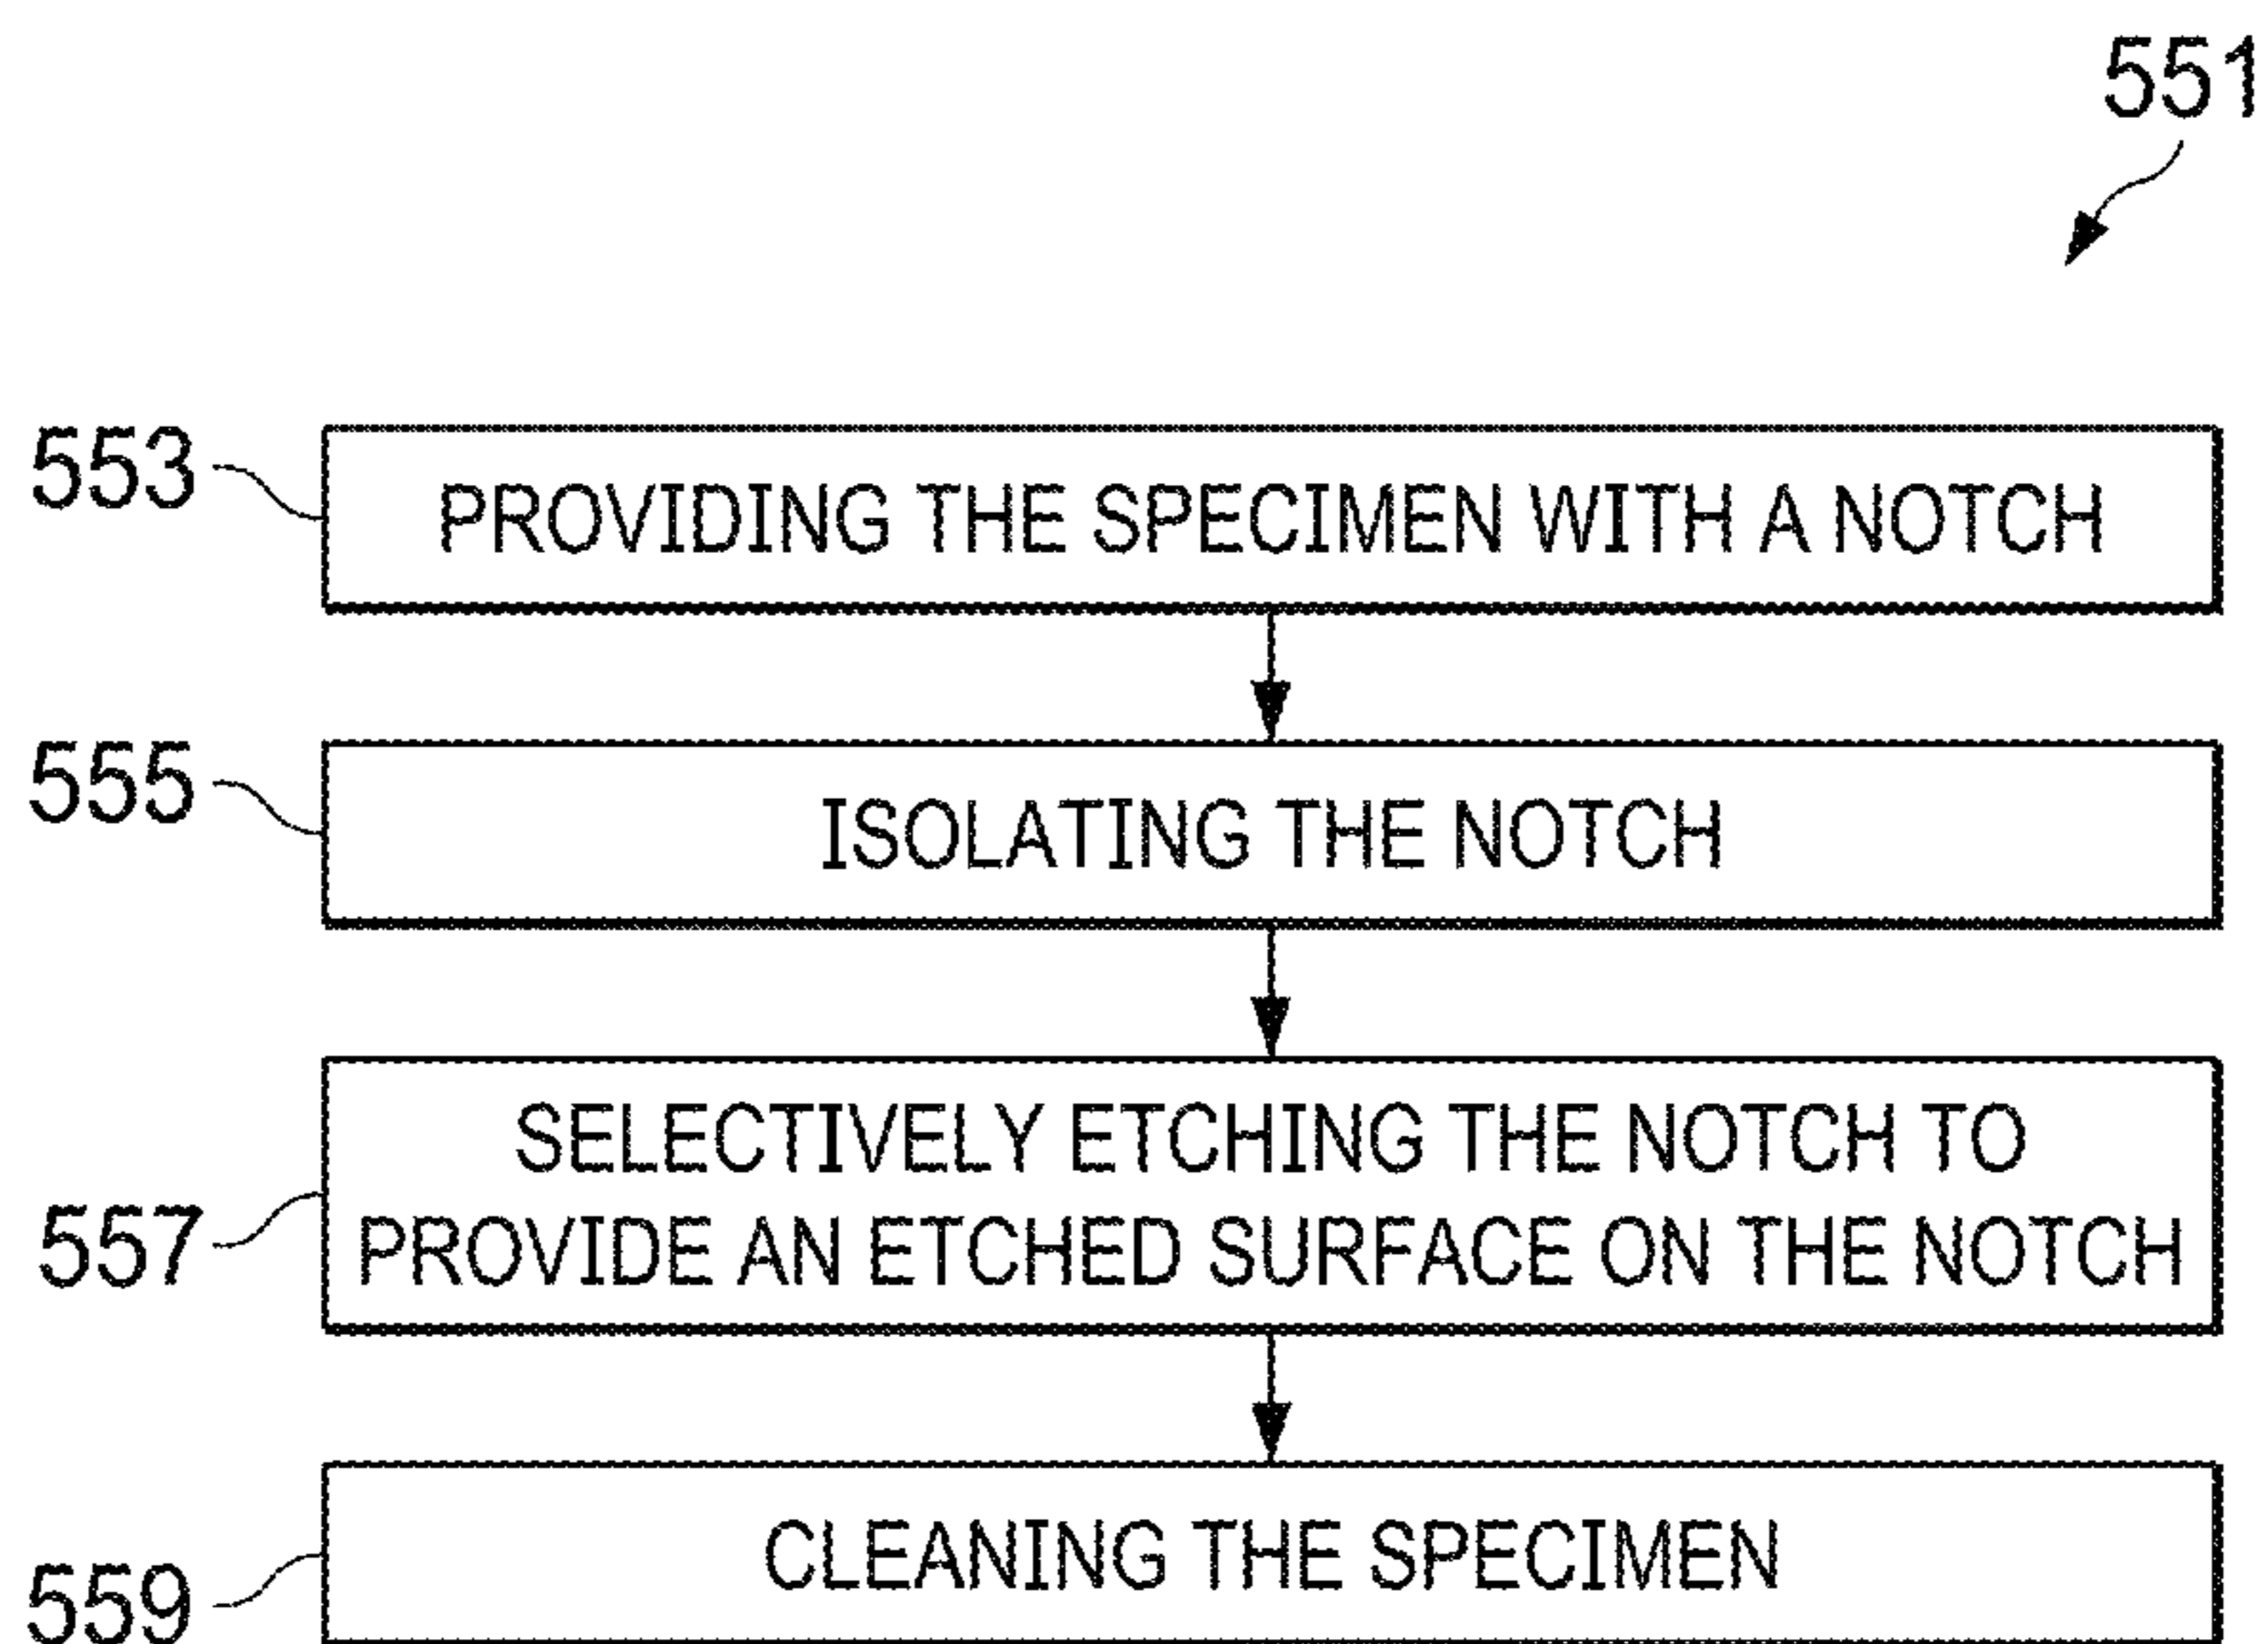 551
553
PROVIDING THE SPECIMEN WITH A NOTCH
555
ISOLATING THE NOTCH
SELECTIVELY ETCHING THE NOTCH TO
557
PROVIDE AN ETCHED SURFACE ON THE NOTCH
559
CLEANING THE SPECIMEN